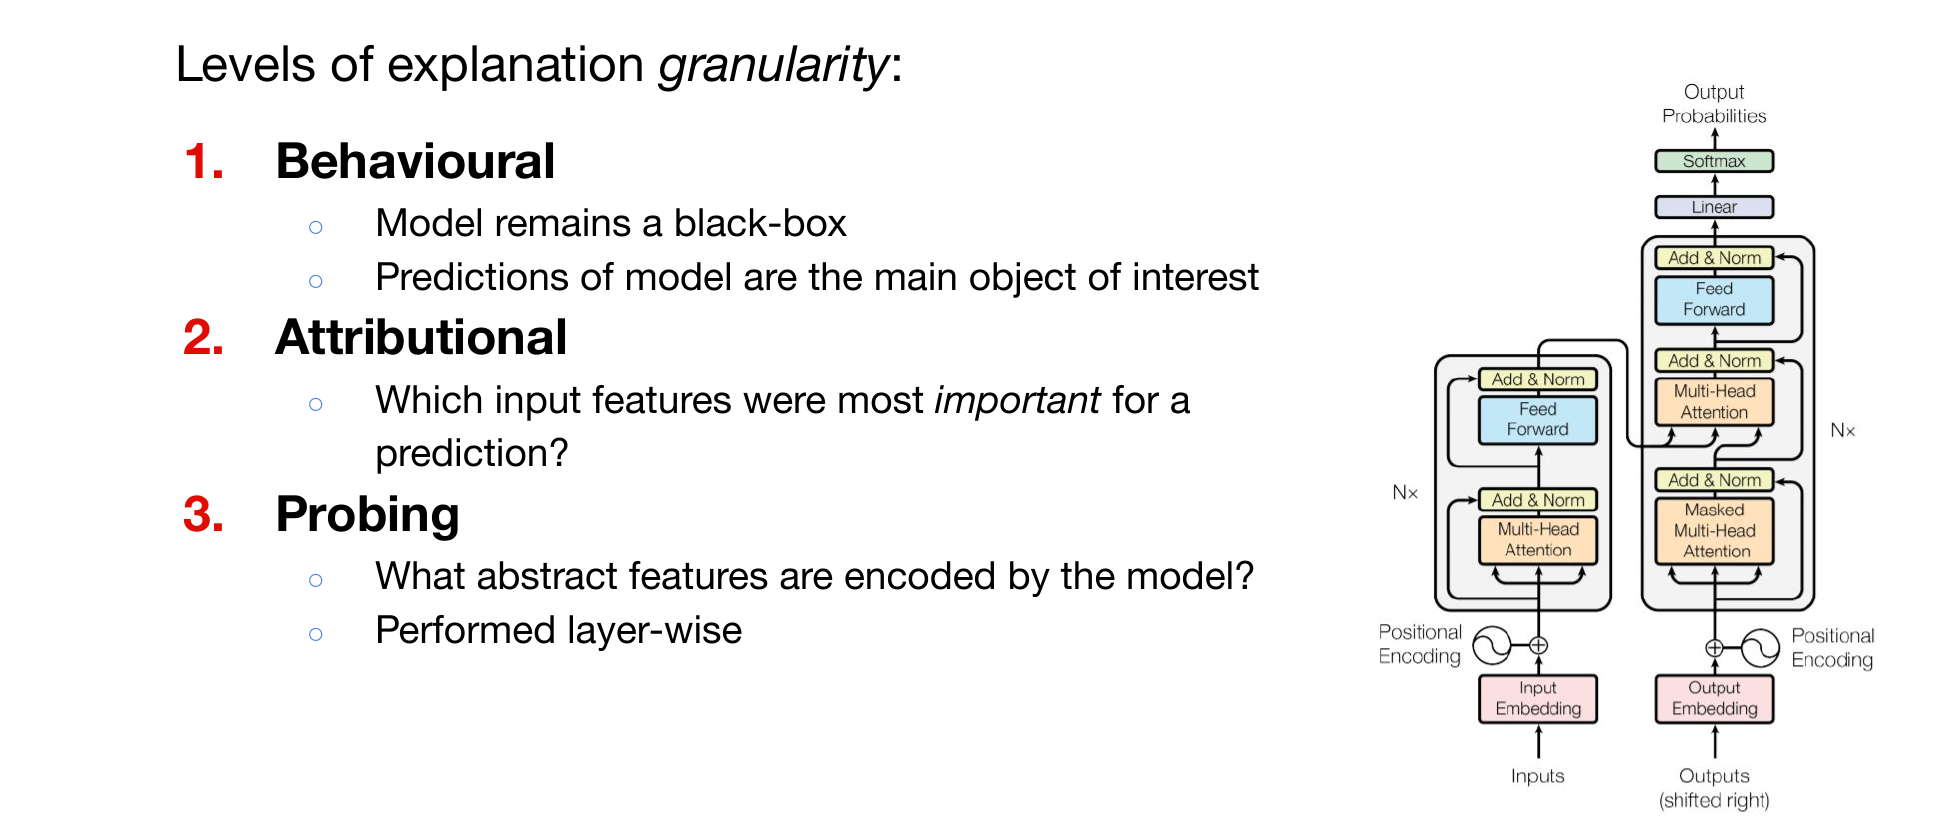 Levels of explanation granularity:
1. Behavioural
○ Model remains a black-box
○ Predictions of model are the main object of interest
2. Attributional
○ Which input features were most important for a
prediction?
3. Probing
○ What abstract features are encoded by the model?
○ Performed layer-wise
Output
Probabilities
Softmax
Linear
Add & Norm
Feed
Forward
Add & Norm
Multi-Head
Attention
Add & Norm
Masked
Multi-Head
Attention
N×
Add & Norm
Feed
Forward
Add & Norm
Multi-Head
Attention
N×
Positional
Encoding
Positional
Encoding
Input
Embedding
Output
Embedding
Inputs
Outputs
(shifted right)